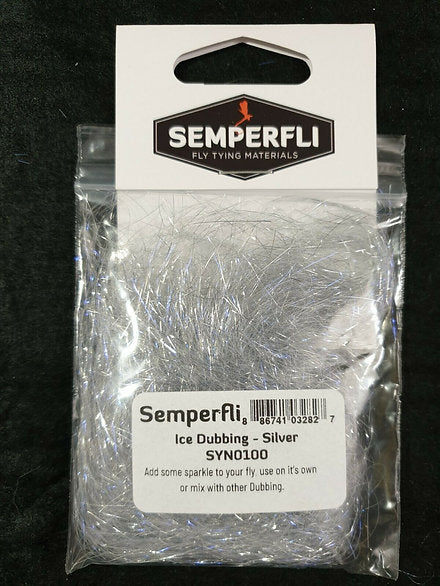 SEMPERFLI
FLY TYING MATERIALS
Semperfli 8 86741 03282 7
Ice Dubbing - Silver
SYN0100
Add some sparkle to your fly, use on it's own
or mix with other Dubbing.